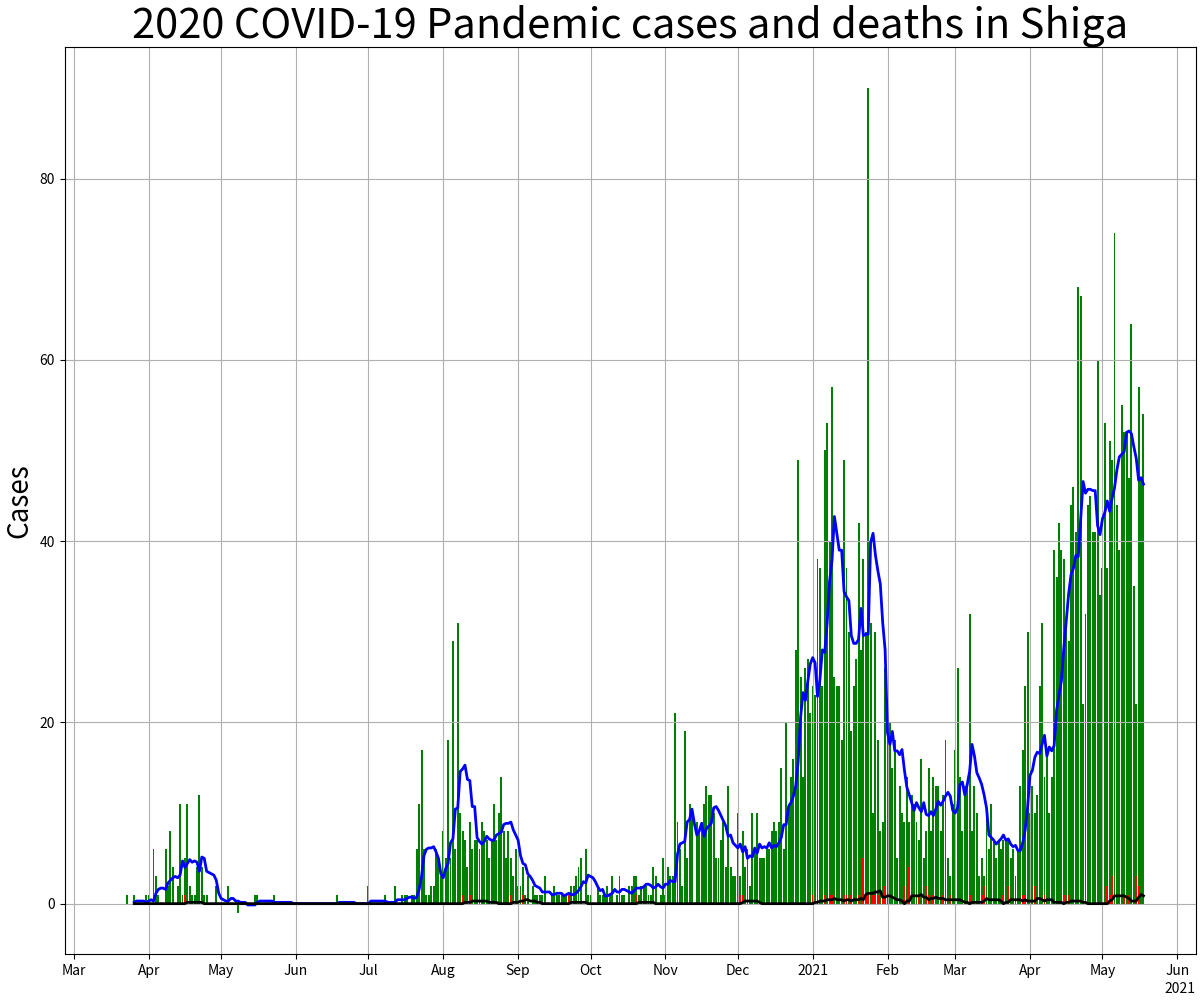 2020 COVID-19 Pandemic cases and deaths in Shiga
Cases
80
60
40
20
0
Mar Apr May Jun Jul Aug Sep Oct Nov Dec 2021 Feb Mar Apr May Jun
2021